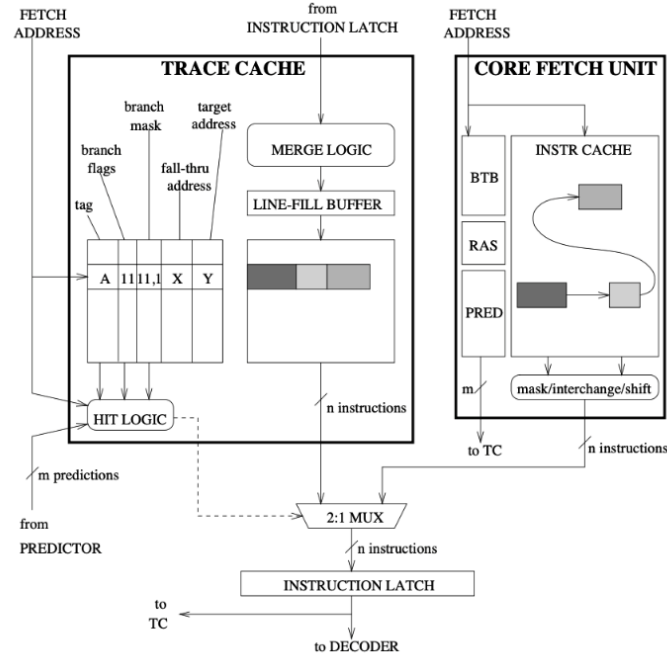 FETCH
ADDRESS
from
INSTRUCTION LATCH
FETCH
ADDRESS
TRACE CACHE
CORE FETCH UNIT
branch
mask
target
address
branch
flags
fall-thru
address
tag
MERGE LOGIC
LINE-FILL BUFFER
A 11 11,1 X Y
HIT LOGIC
n instructions
BTB
RAS
PRED
INSTR CACHE
m
mask/interchange/shift
to TC
n instructions
m predictions
from
PREDICTOR
2:1 MUX
n instructions
INSTRUCTION LATCH
to
TC
to DECODER